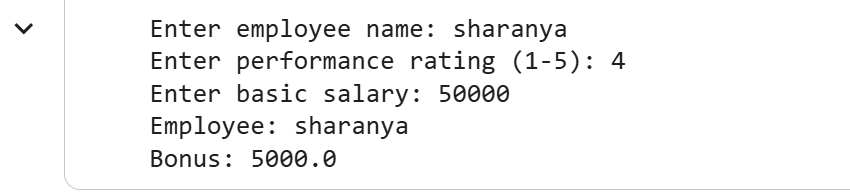 Enter employee name: sharanya
Enter performance rating (1-5): 4
Enter basic salary: 50000
Employee: sharanya
Bonus: 5000.0